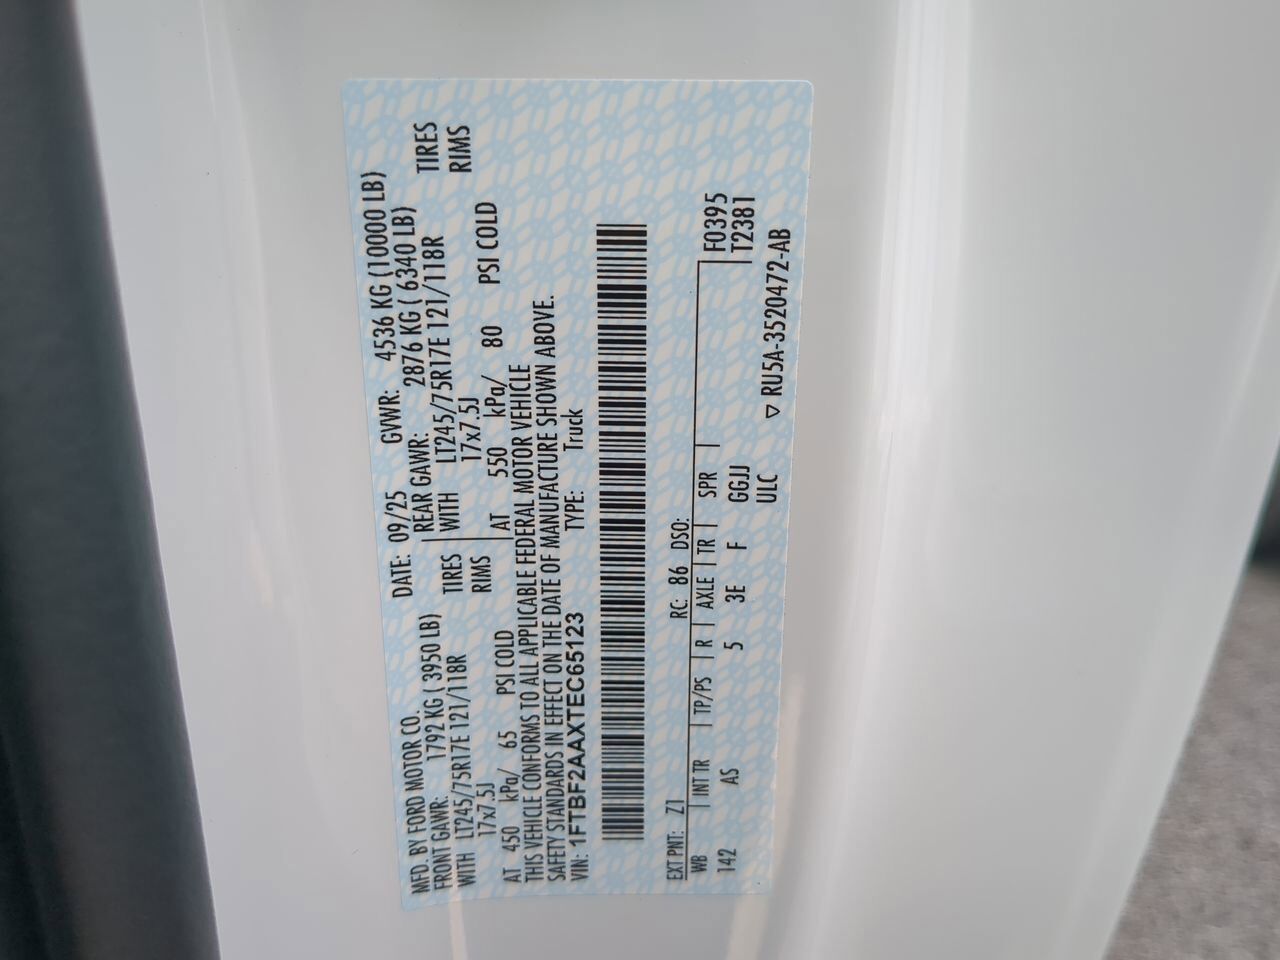 MFD. BY FORD MOTOR CO. DATE: 09/25 GVWR: 4536 KG (10000 LB)
FRONT GAWR: 1792 KG ( 3950 LB) REAR GAWR: 2876 KG ( 6340 LB)
WITH LT245/75R17E 121/118R TIRES WITH LT245/75R17E 121/118R TIRES
17x7.5J RIMS 17x7.5J RIMS
AT 450 kPa/ 65 PSI COLD AT 550 kPa/ 80 PSI COLD
THIS VEHICLE CONFORMS TO ALL APPLICABLE FEDERAL MOTOR VEHICLE
SAFETY STANDARDS IN EFFECT ON THE DATE OF MANUFACTURE SHOWN ABOVE.
VIN: 1FTBF2AAXTEC65123 TYPE: Truck
EXT PNT: Z1 RC: 86 DSO: F0395
WB INT TR TP/PS R AXLE TR SPR T2381
142 AS 5 3E F GGJJ
ULC ▽ RU5A-3520472-AB